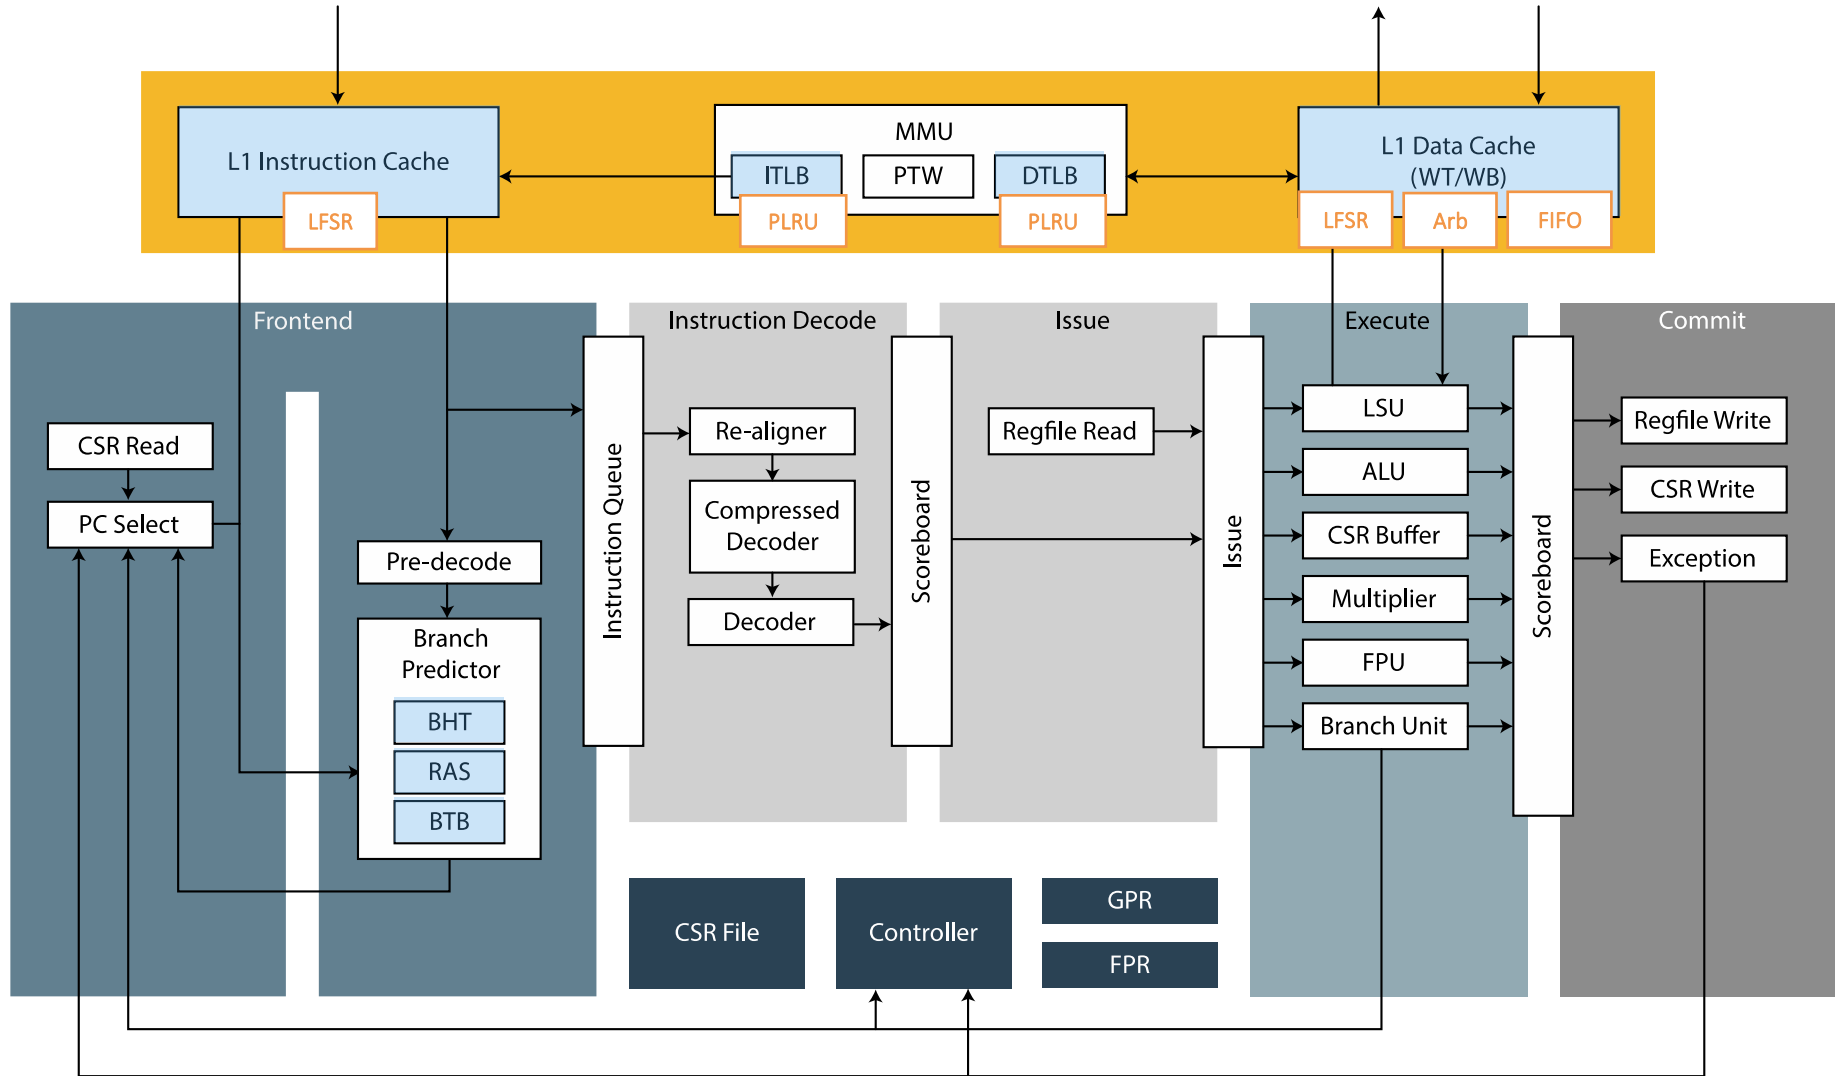 L1 Instruction Cache
LFSR
MMU
ITLB
PTW
DTLB
PLRU
PLRU
L1 Data Cache
(WT/WB)
LFSR
Arb
FIFO
Frontend
CSR Read
PC Select
Pre-decode
Branch
Predictor
BHT
RAS
BTB
Instruction Queue
Instruction Decode
Re-aligner
Compressed
Decoder
Decoder
Scoreboard
Issue
Regfile Read
Issue
Execute
LSU
ALU
CSR Buffer
Multiplier
FPU
Branch Unit
Scoreboard
Commit
Regfile Write
CSR Write
Exception
CSR File
Controller
GPR
FPR